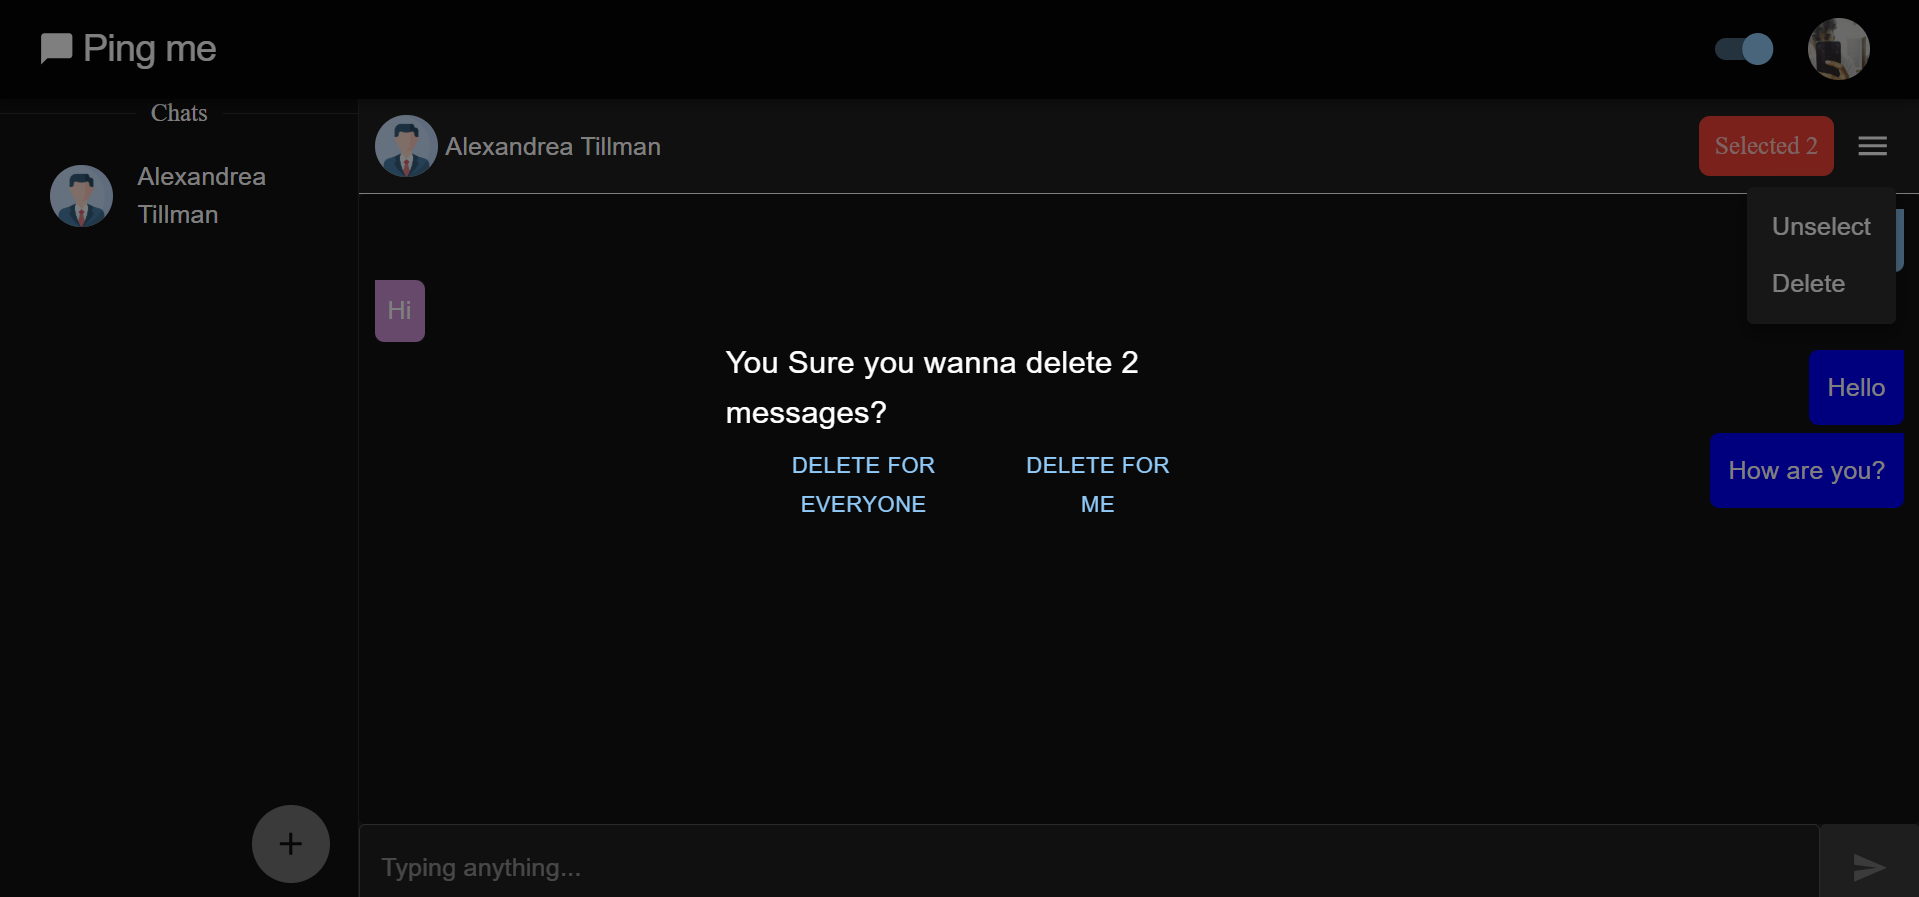 Ping me
Chats
Alexandrea
Tillman
Alexandrea Tillman
Selected 2
Unselect
Delete
Hi
Hello
How are you?
You Sure you wanna delete 2
messages?
DELETE FOR
EVERYONE
DELETE FOR
ME
Typing anything...